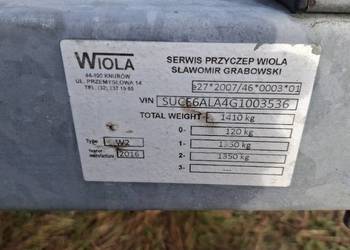 WIOLA
44-190 KNURÓW
UL. PRZEMYSŁOWA 14
SERWIS PRZYCZEP WIOLA
SŁAWOMIR GRABOWSKI
e27*2007/46*0003*01
VIN SUCE6ALA4G1003536
TOTAL WEIGHT 1410 kg
0- 120 kg
Type W2 1- 1350 kg
2016 2- 1350 kg
3- ...